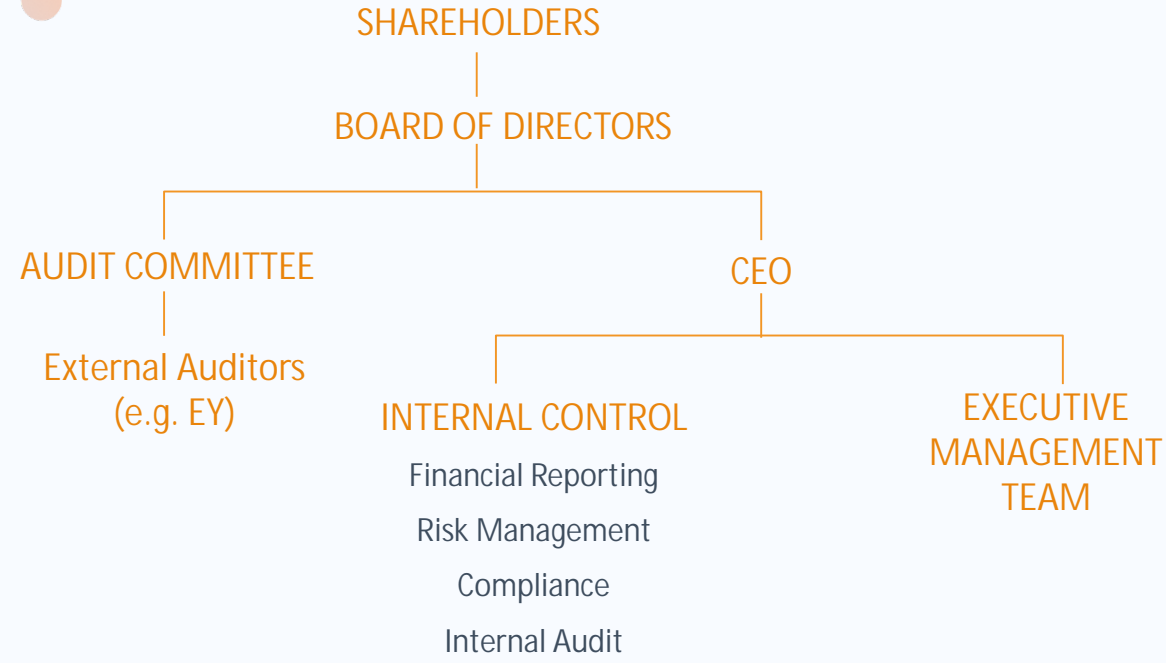 SHAREHOLDERS
BOARD OF DIRECTORS
AUDIT COMMITTEE
CEO
External Auditors
(e.g. EY)
INTERNAL CONTROL
Financial Reporting
Risk Management
Compliance
Internal Audit
EXECUTIVE
MANAGEMENT
TEAM